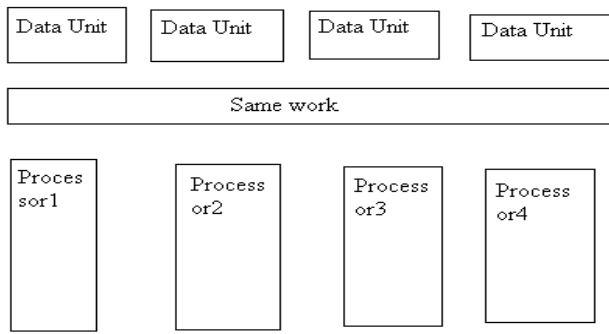 Data Unit
Data Unit
Data Unit
Data Unit
Same work
Proces
sor1
Process
or2
Process
or3
Process
or4